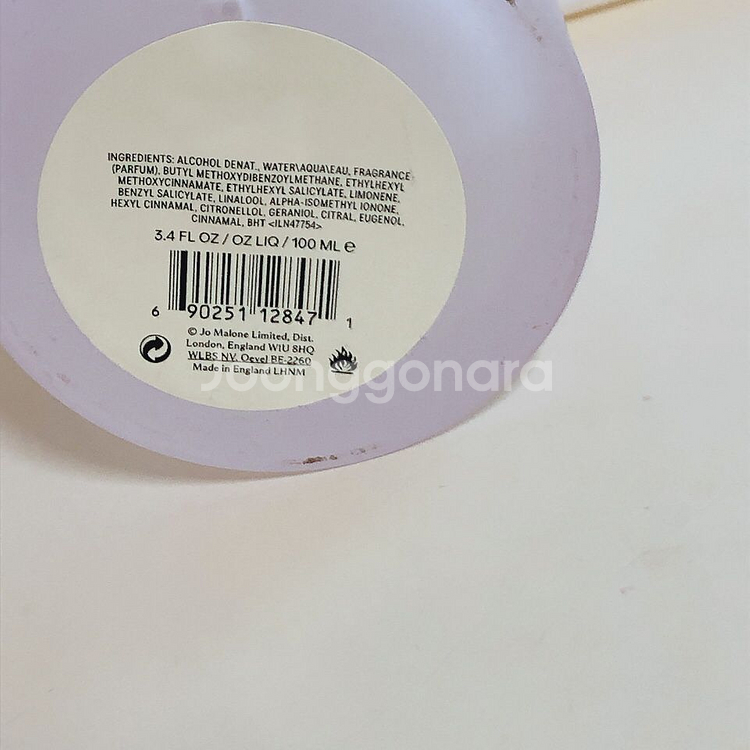 INGREDIENTS: ALCOHOL DENAT., WATER\AQUA\EAU, FRAGRANCE
(PARFUM), BUTYL METHOXYDIBENZOYLMETHANE, ETHYLHEXYL
METHOXYCINNAMATE, ETHYLHEXYL SALICYLATE, LIMONENE,
BENZYL SALICYLATE, LINALOOL, ALPHA-ISOMETHYL IONONE,
HEXYL CINNAMAL, CITRONELLOL, GERANIOL, CITRAL, EUGENOL,
CINNAMAL, BHT <ILN47754>
3.4 FL OZ / OZ LIQ / 100 ML e
6 90251 12847 1
© Jo Malone Limited, Dist.
London, England W1U 8HQ
WLBS NV. Oevel BE-2260
Made in England LHNM
Joonggonara